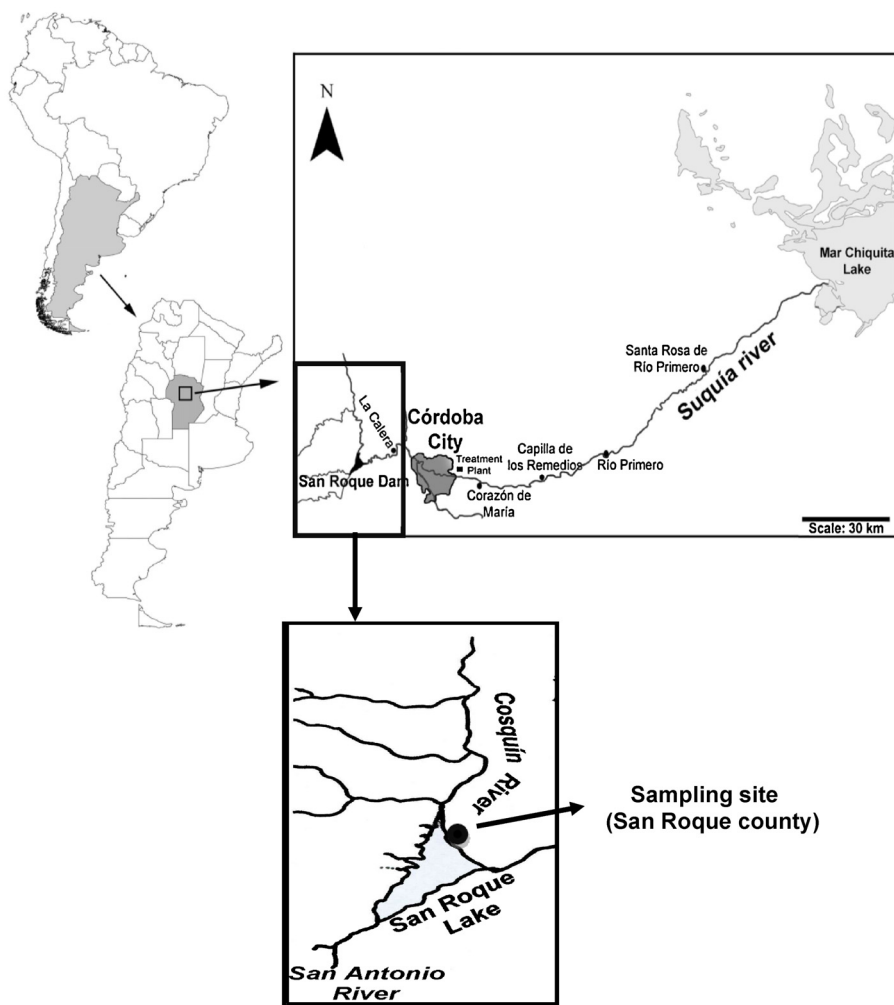 N
Mar Chiquita
Lake
Santa Rosa de
Río Primero
Suquía river
La Calera
Córdoba
City
Treatment
Plant
Capilla de
los Remedios
Río Primero
San Roque Dam
Corazón de
María
Scale: 30 km
Cosquín River
Sampling site
(San Roque county)
San Roque
Lake
San Antonio
River